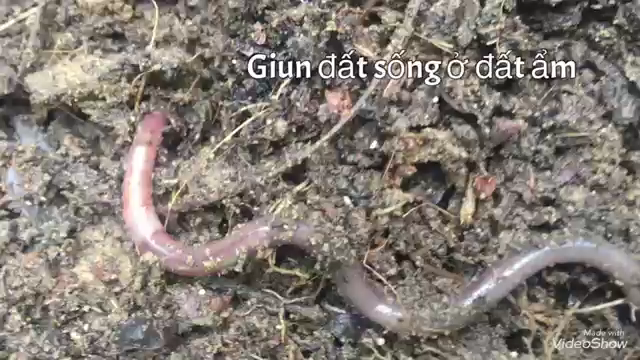 Giun đất sống ở đất ẩm
Made with
VideoShow